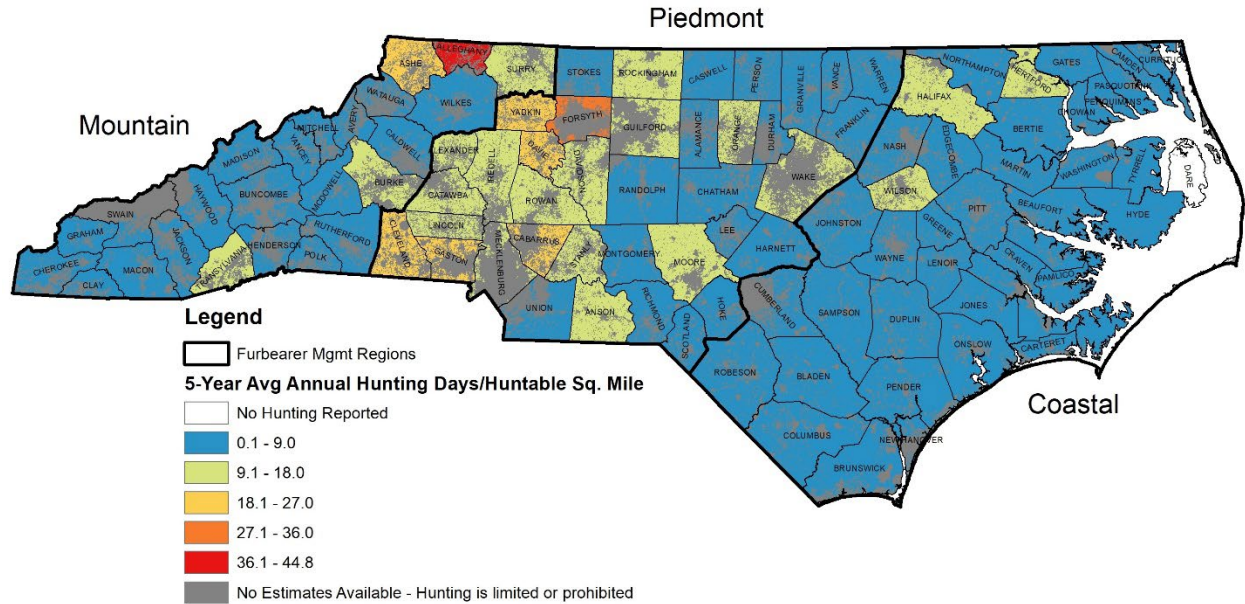 Piedmont
Mountain
Coastal
ASHE
ALLEGHANY
SURRY
STOKES
ROCKINGHAM
CASWELL
PERSON
GRANVILLE
VANCE
WARREN
NORTHAMPTON
HERTFORD
GATES
CAMDEN
CURRITUC
PASQUOTANK
PERQUIMANS
CHOWAN
HALIFAX
BERTIE
WATAUGA
WILKES
YADKIN
FORSYTH
GUILFORD
ALAMANCE
ORANGE
DURHAM
FRANKLIN
NASH
EDGECOMBE
MARTIN
WASHINGTON
TYRREL
DARE
MITCHELL
AVERY
YANCEY
CALDWELL
MADISON
LEXANDER
IREDELL
DAVIE
DAVIDSON
RANDOLPH
CHATHAM
WAKE
WILSON
PITT
BEAUFORT
HYDE
SWAIN
HAYWOOD
BUNCOMBE
MCDOWELL
BURKE
CATAWBA
ROWAN
LEE
JOHNSTON
GREENE
GRAHAM
JACKSON
HENDERSON
RUTHERFORD
POLK
CLEVELAND
LINCOLN
GASTON
MECKLENBURG
CABARRUS
STANLY
MONTGOMERY
MOORE
HARNETT
WAYNE
LENOIR
CRAVEN
PAMLICO
CHEROKEE
CLAY
MACON
TRANSYLVANIA
UNION
ANSON
RICHMOND
SCOTLAND
HOKE
CUMBERLAND
SAMPSON
DUPLIN
JONES
ONSLOW
CARTERET
ROBESON
BLADEN
PENDER
COLUMBUS
NEW HANOVER
BRUNSWICK
Legend
Furbearer Mgmt Regions
5-Year Avg Annual Hunting Days/Huntable Sq. Mile
No Hunting Reported
0.1 - 9.0
9.1 - 18.0
18.1 - 27.0
27.1 - 36.0
36.1 - 44.8
No Estimates Available - Hunting is limited or prohibited